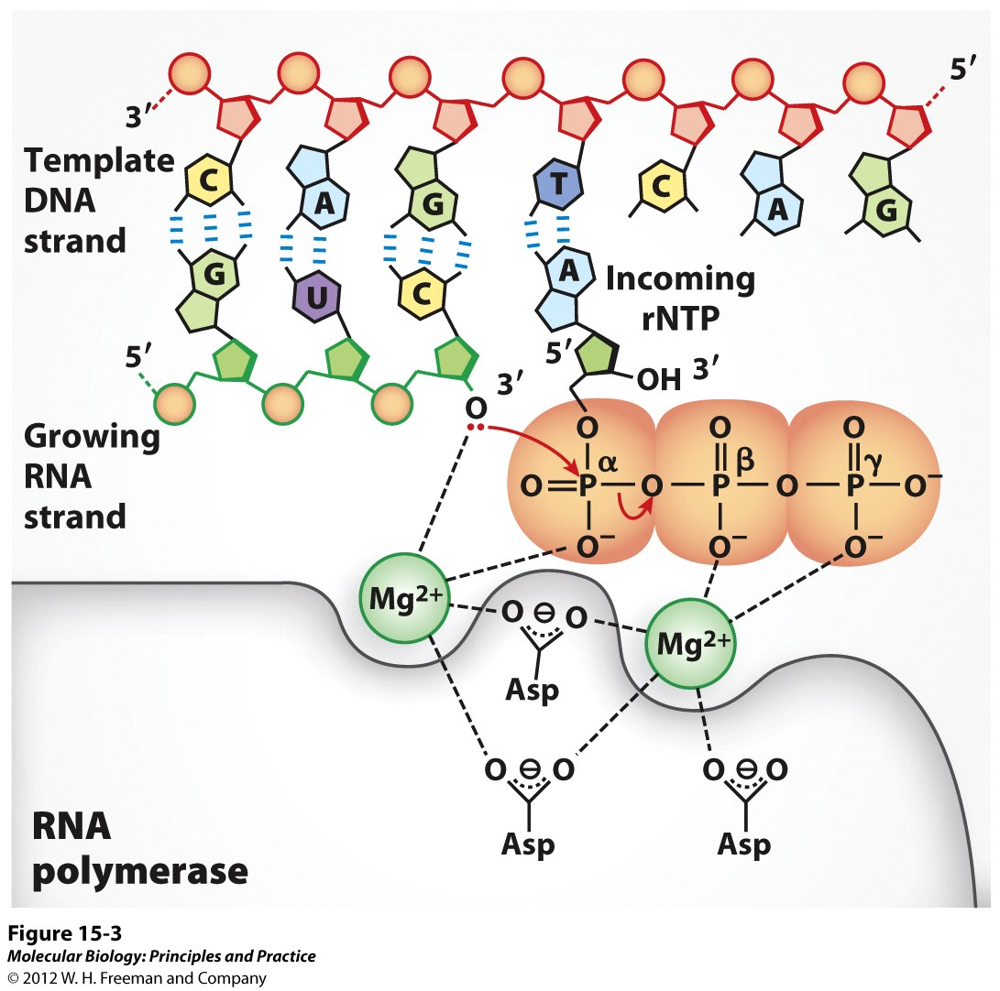 5′
3′
Template
DNA
strand
C
A
G
T
C
A
G
G
U
C
A
Incoming
rNTP
5′
5′
OH 3′
3′
O
Growing
RNA
strand
O
O
O
α
β
γ
O=P—O—P—O—P—O⁻
O⁻
O⁻
O⁻
Mg²⁺
O ⊖ O
Mg²⁺
Asp
O ⊖ O
O ⊖ O
Asp
Asp
RNA
polymerase
Figure 15-3
Molecular Biology: Principles and Practice
© 2012 W. H. Freeman and Company